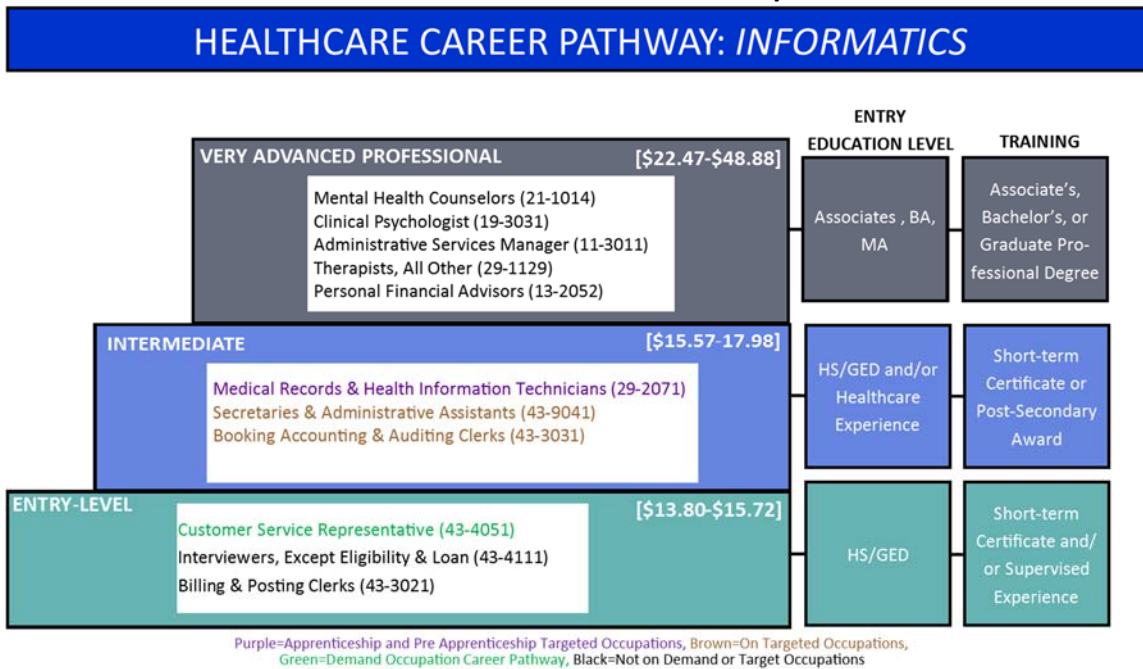 HEALTHCARE CAREER PATHWAY: INFORMATICS
ENTRY
EDUCATION LEVEL
TRAINING
VERY ADVANCED PROFESSIONAL [$22.47-$48.88]
Mental Health Counselors (21-1014)
Clinical Psychologist (19-3031)
Administrative Services Manager (11-3011)
Therapists, All Other (29-1129)
Personal Financial Advisors (13-2052)
Associates , BA,
MA
Associate's,
Bachelor's, or
Graduate Pro-
fessional Degree
INTERMEDIATE [$15.57-17.98]
Medical Records & Health Information Technicians (29-2071)
Secretaries & Administrative Assistants (43-9041)
Booking Accounting & Auditing Clerks (43-3031)
HS/GED and/or
Healthcare
Experience
Short-term
Certificate or
Post-Secondary
Award
ENTRY-LEVEL [$13.80-$15.72]
Customer Service Representative (43-4051)
Interviewers, Except Eligibility & Loan (43-4111)
Billing & Posting Clerks (43-3021)
HS/GED
Short-term
Certificate and/
or Supervised
Experience
Purple=Apprenticeship and Pre Apprenticeship Targeted Occupations, Brown=On Targeted Occupations,
Green=Demand Occupation Career Pathway, Black=Not on Demand or Target Occupations